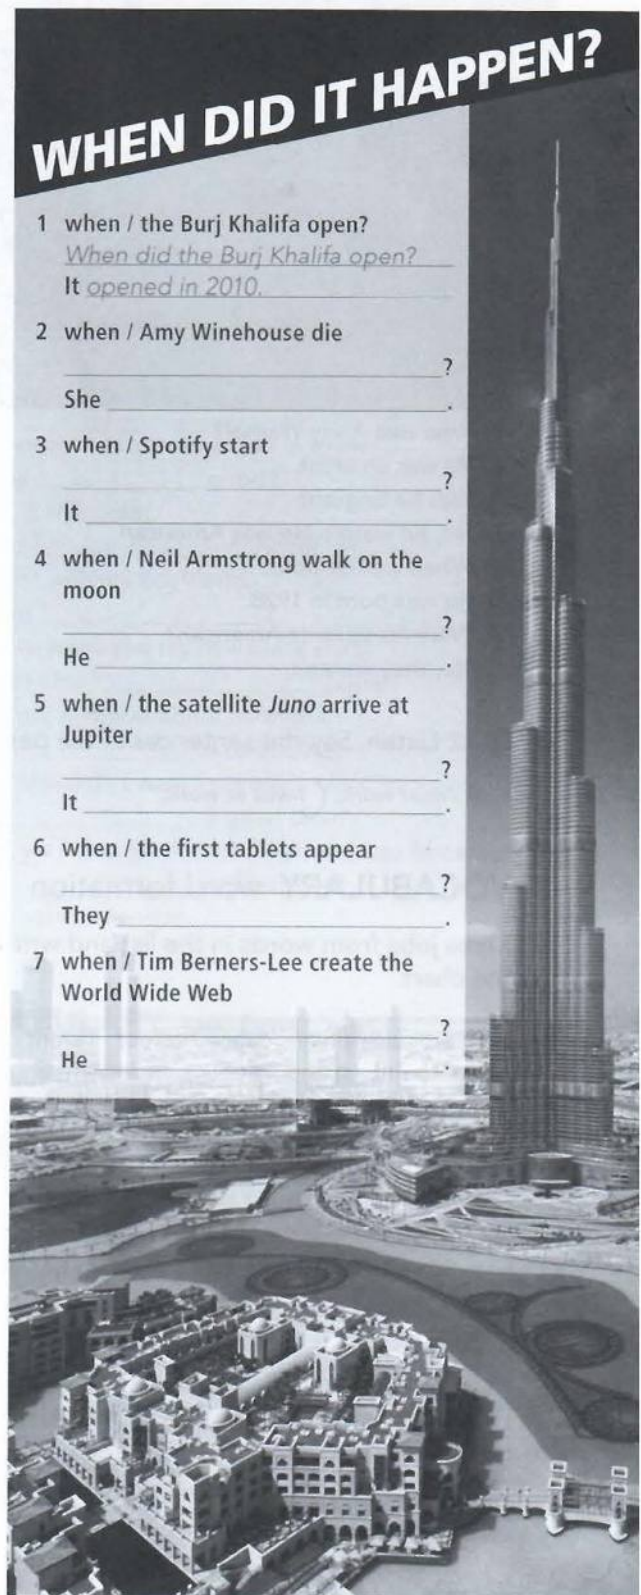 WHEN DID IT HAPPEN?
1 when / the Burj Khalifa open?
When did the Burj Khalifa open?
It opened in 2010.
2 when / Amy Winehouse die
?
She .
3 when / Spotify start
?
It .
4 when / Neil Armstrong walk on the
moon
?
He .
5 when / the satellite Juno arrive at
Jupiter
?
It .
6 when / the first tablets appear
?
They .
7 when / Tim Berners-Lee create the
World Wide Web
?
He .